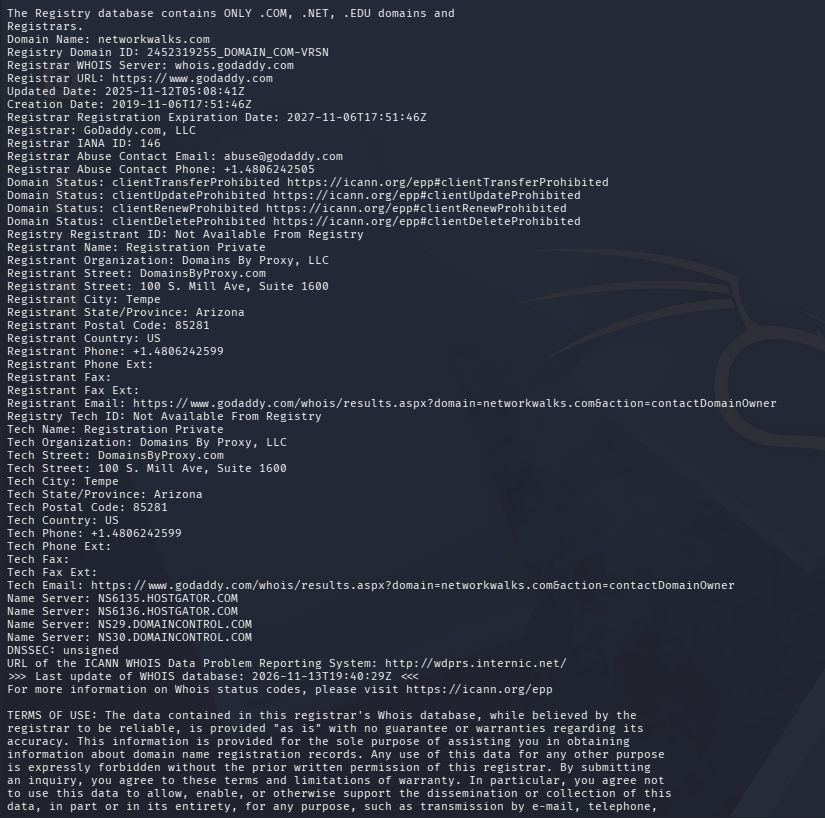 The Registry database contains ONLY .COM, .NET, .EDU domains and
Registrars.
Domain Name: networkwalks.com
Registry Domain ID: 2452319255_DOMAIN_COM-VRSN
Registrar WHOIS Server: whois.godaddy.com
Registrar URL: https://www.godaddy.com
Updated Date: 2025-11-12T05:08:41Z
Creation Date: 2019-11-06T17:51:46Z
Registrar Registration Expiration Date: 2027-11-06T17:51:46Z
Registrar: GoDaddy.com, LLC
Registrar IANA ID: 146
Registrar Abuse Contact Email: abuse@godaddy.com
Registrar Abuse Contact Phone: +1.4806242505
Domain Status: clientTransferProhibited https://icann.org/epp#clientTransferProhibited
Domain Status: clientUpdateProhibited https://icann.org/epp#clientUpdateProhibited
Domain Status: clientRenewProhibited https://icann.org/epp#clientRenewProhibited
Domain Status: clientDeleteProhibited https://icann.org/epp#clientDeleteProhibited
Registry Registrant ID: Not Available From Registry
Registrant Name: Registration Private
Registrant Organization: Domains By Proxy, LLC
Registrant Street: DomainsByProxy.com
Registrant Street: 100 S. Mill Ave, Suite 1600
Registrant City: Tempe
Registrant State/Province: Arizona
Registrant Postal Code: 85281
Registrant Country: US
Registrant Phone: +1.4806242599
Registrant Phone Ext:
Registrant Fax:
Registrant Fax Ext:
Registrant Email: https://www.godaddy.com/whois/results.aspx?domain=networkwalks.com&action=contactDomainOwner
Registry Tech ID: Not Available From Registry
Tech Name: Registration Private
Tech Organization: Domains By Proxy, LLC
Tech Street: DomainsByProxy.com
Tech Street: 100 S. Mill Ave, Suite 1600
Tech City: Tempe
Tech State/Province: Arizona
Tech Postal Code: 85281
Tech Country: US
Tech Phone: +1.4806242599
Tech Phone Ext:
Tech Fax:
Tech Fax Ext:
Tech Email: https://www.godaddy.com/whois/results.aspx?domain=networkwalks.com&action=contactDomainOwner
Name Server: NS6135.HOSTGATOR.COM
Name Server: NS6136.HOSTGATOR.COM
Name Server: NS29.DOMAINCONTROL.COM
Name Server: NS30.DOMAINCONTROL.COM
DNSSEC: unsigned
URL of the ICANN WHOIS Data Problem Reporting System: http://wdprs.internic.net/
>>> Last update of WHOIS database: 2026-11-13T19:40:29Z <<<
For more information on Whois status codes, please visit https://icann.org/epp
TERMS OF USE: The data contained in this registrar's Whois database, while believed by the
registrar to be reliable, is provided "as is" with no guarantee or warranties regarding its
accuracy. This information is provided for the sole purpose of assisting you in obtaining
information about domain name registration records. Any use of this data for any other purpose
is expressly forbidden without the prior written permission of this registrar. By submitting
an inquiry, you agree to these terms and limitations of warranty. In particular, you agree not
to use this data to allow, enable, or otherwise support the dissemination or collection of this
data, in part or in its entirety, for any purpose, such as transmission by e-mail, telephone,